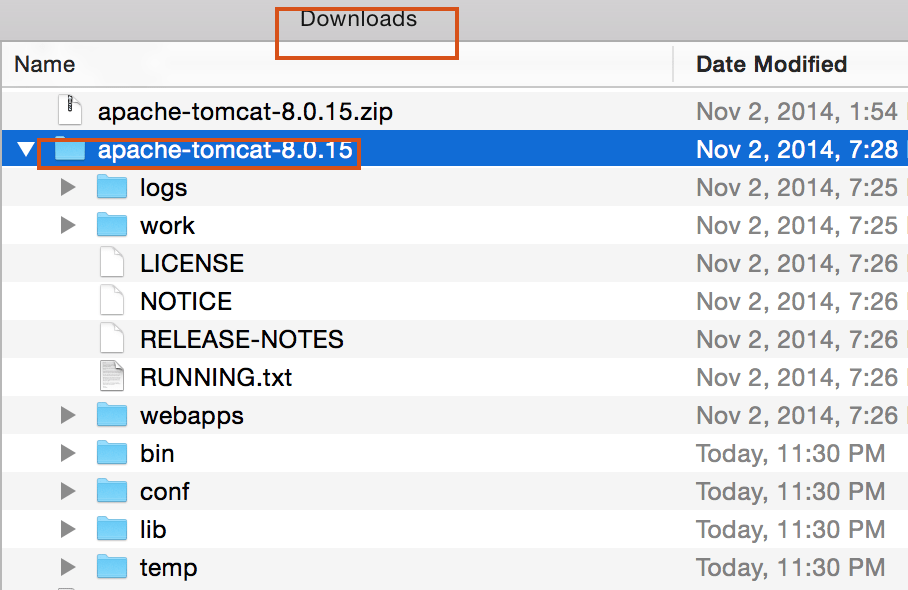 Downloads
Name Date Modified
apache-tomcat-8.0.15.zip Nov 2, 2014, 1:54
apache-tomcat-8.0.15 Nov 2, 2014, 7:28
logs Nov 2, 2014, 7:25
work Nov 2, 2014, 7:25
LICENSE Nov 2, 2014, 7:26
NOTICE Nov 2, 2014, 7:26
RELEASE-NOTES Nov 2, 2014, 7:26
RUNNING.txt Nov 2, 2014, 7:26
webapps Nov 2, 2014, 7:26
bin Today, 11:30 PM
conf Today, 11:30 PM
lib Today, 11:30 PM
temp Today, 11:30 PM